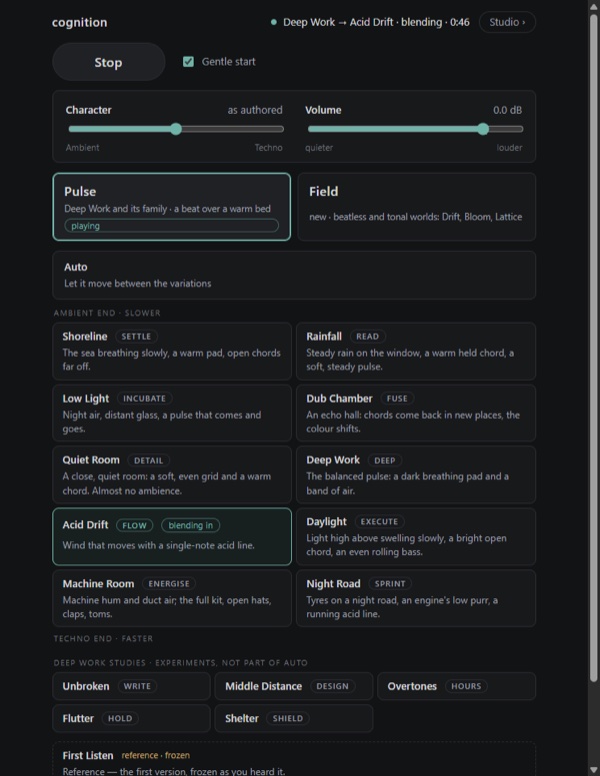 cognition
Deep Work → Acid Drift · blending · 0:46
Studio ›
Stop
Gentle start
Character
as authored
Volume
0.0 dB
Ambient
Techno
quieter
louder
Pulse
Deep Work and its family · a beat over a warm bed
playing
Field
new · beatless and tonal worlds: Drift, Bloom, Lattice
Auto
Let it move between the variations
AMBIENT END · SLOWER
Shoreline SETTLE
The sea breathing slowly, a warm pad, open chords
far off.
Rainfall READ
Steady rain on the window, a warm held chord, a
soft, steady pulse.
Low Light INCUBATE
Night air, distant glass, a pulse that comes and
goes.
Dub Chamber FUSE
An echo hall: chords come back in new places, the
colour shifts.
Quiet Room DETAIL
A close, quiet room: a soft, even grid and a warm
chord. Almost no ambience.
Deep Work DEEP
The balanced pulse: a dark breathing pad and a
band of air.
Acid Drift FLOW blending in
Wind that moves with a single-note acid line.
Daylight EXECUTE
Light high above swelling slowly, a bright open
chord, an even rolling bass.
Machine Room ENERGISE
Machine hum and duct air; the full kit, open hats,
claps, toms.
Night Road SPRINT
Tyres on a night road, an engine's low purr, a
running acid line.
TECHNO END · FASTER
DEEP WORK STUDIES · EXPERIMENTS, NOT PART OF AUTO
Unbroken WRITE
Middle Distance DESIGN
Overtones HOURS
Flutter HOLD
Shelter SHIELD
First Listen reference · frozen
Reference — the first version, frozen as you heard it.